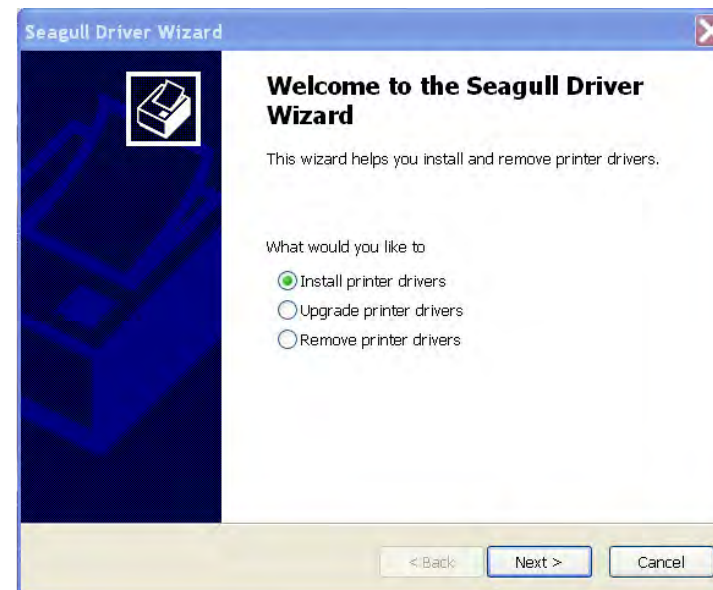 Seagull Driver Wizard
Welcome to the Seagull Driver
Wizard
This wizard helps you install and remove printer drivers.
What would you like to
Install printer drivers
Upgrade printer drivers
Remove printer drivers
< Back
Next >
Cancel